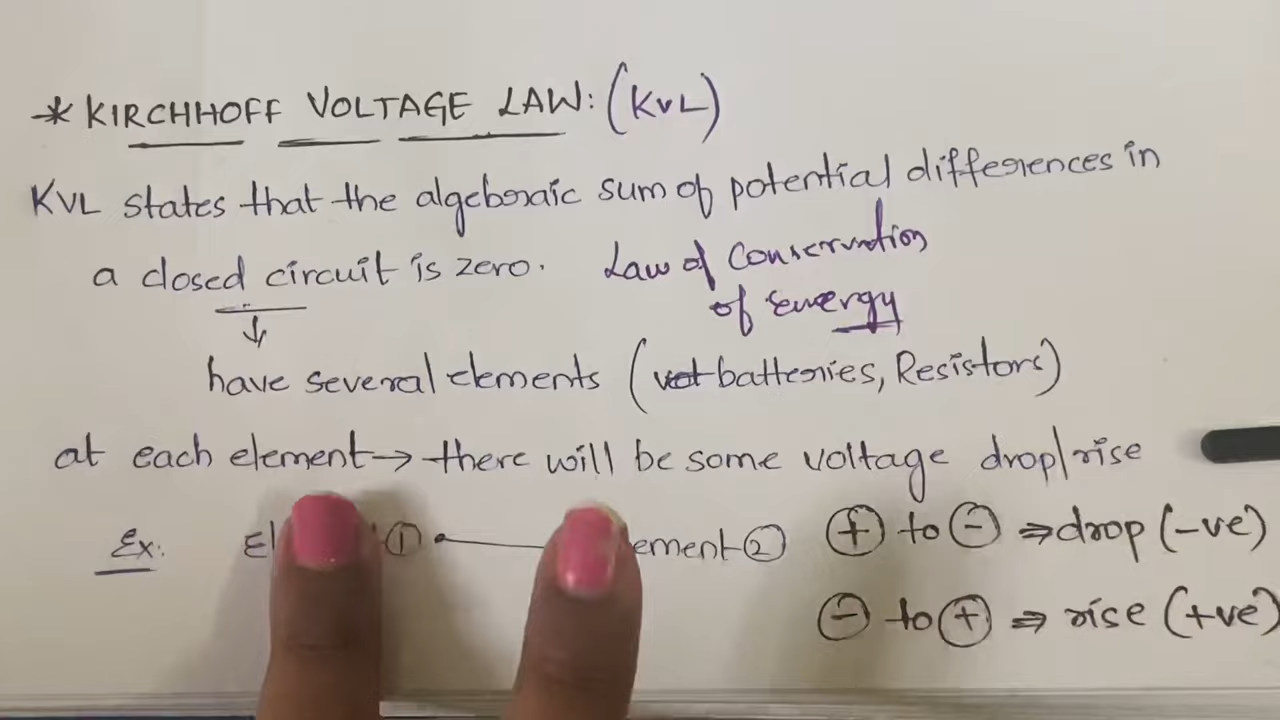 * KIRCHHOFF VOLTAGE LAW: (KVL)
KVL states that the algebraic sum of potential differences in
a closed circuit is zero. Law of Conservation
of energy
↓
have several elements (batteries, Resistors)
at each element → there will be some voltage drop/rise
Ex: ① ②
⊕ to ⊖ ⇒ drop (-ve)
⊖ to ⊕ ⇒ rise (+ve)